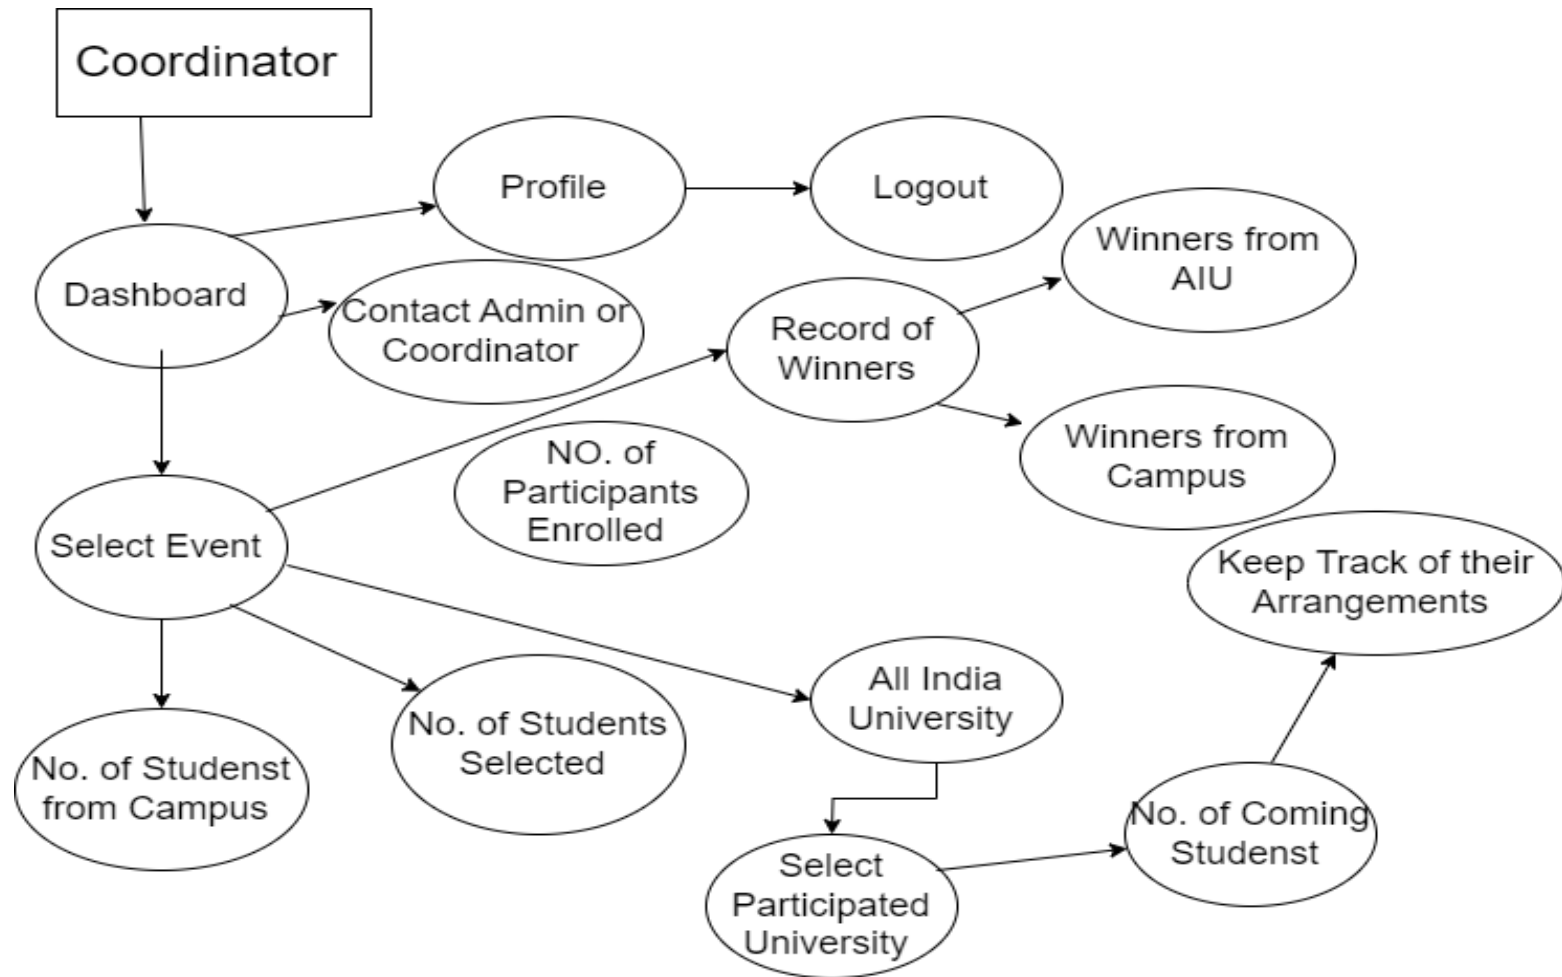 Coordinator
Profile
Logout
Winners from
AIU
Dashboard
Contact Admin or
Coordinator
Record of
Winners
Winners from
Campus
NO. of
Participants
Enrolled
Select Event
Keep Track of their
Arrangements
All India
University
No. of Students
Selected
No. of Studenst
from Campus
No. of Coming
Studenst
Select
Participated
University